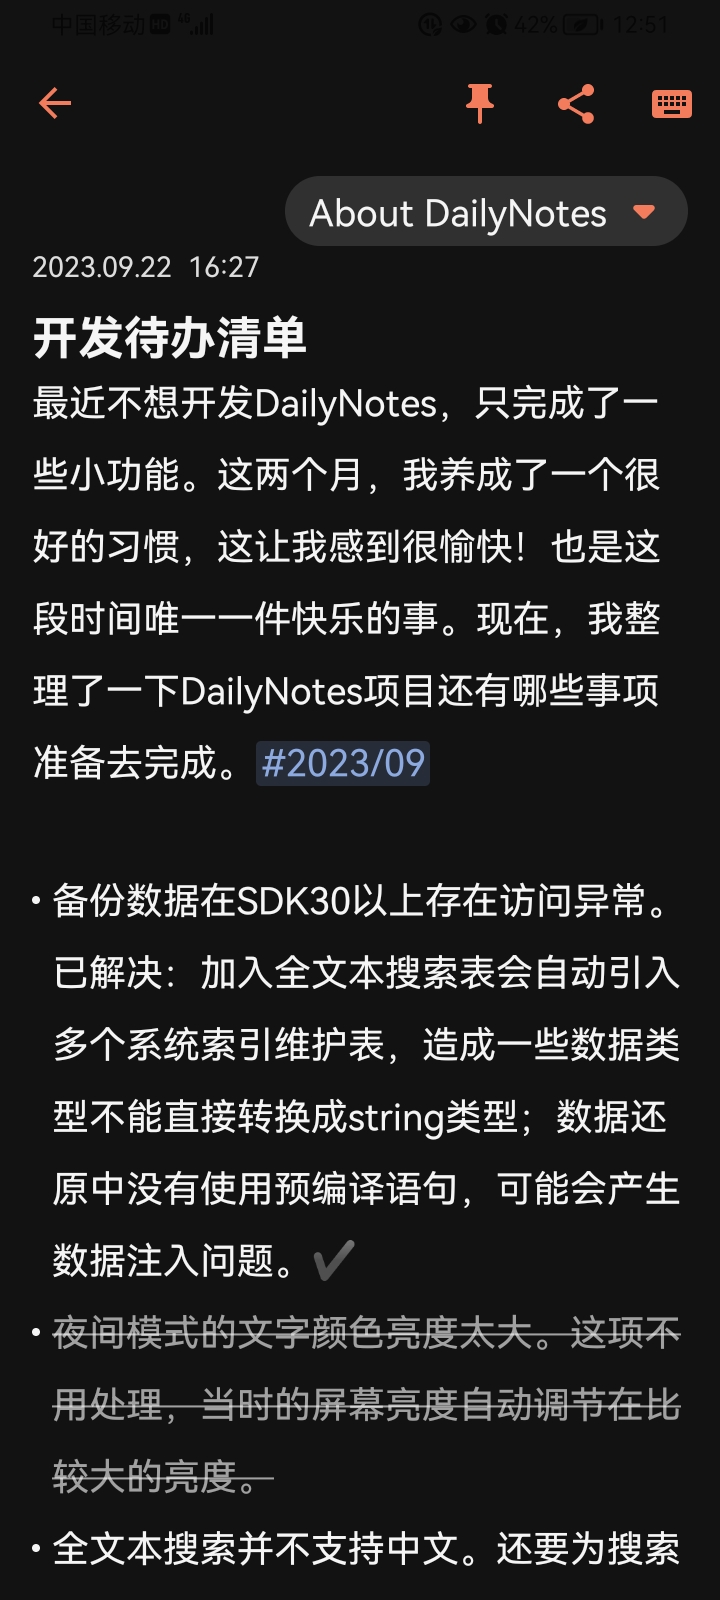 中国移动 HD 4G 42% 12:51
About DailyNotes
2023.09.22 16:27
开发待办清单
最近不想开发DailyNotes，只完成了一
些小功能。这两个月，我养成了一个很
好的习惯，这让我感到很愉快！也是这
段时间唯一一件快乐的事。现在，我整
理了一下DailyNotes项目还有哪些事项
准备去完成。 #2023/09
• 备份数据在SDK30以上存在访问异常。
已解决：加入全文本搜索表会自动引入
多个系统索引维护表，造成一些数据类
型不能直接转换成string类型；数据还
原中没有使用预编译语句，可能会产生
数据注入问题。✔
• 夜间模式的文字颜色亮度太大。这项不
用处理，当时的屏幕亮度自动调节在比
较大的亮度。
• 全文本搜索并不支持中文。还要为搜索